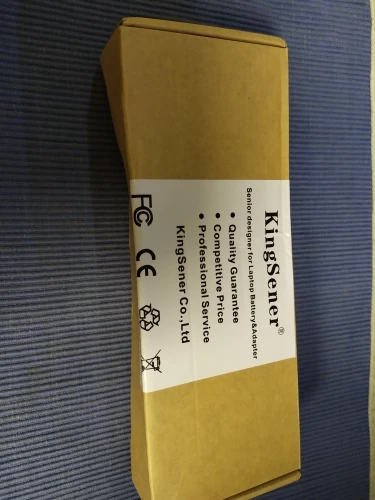 KingSener®
Senior designer for Laptop Battery&Adapter
● Quality Guarantee
● Competitive Price
● Professional Service
KingSener Co.,Ltd
FC CE